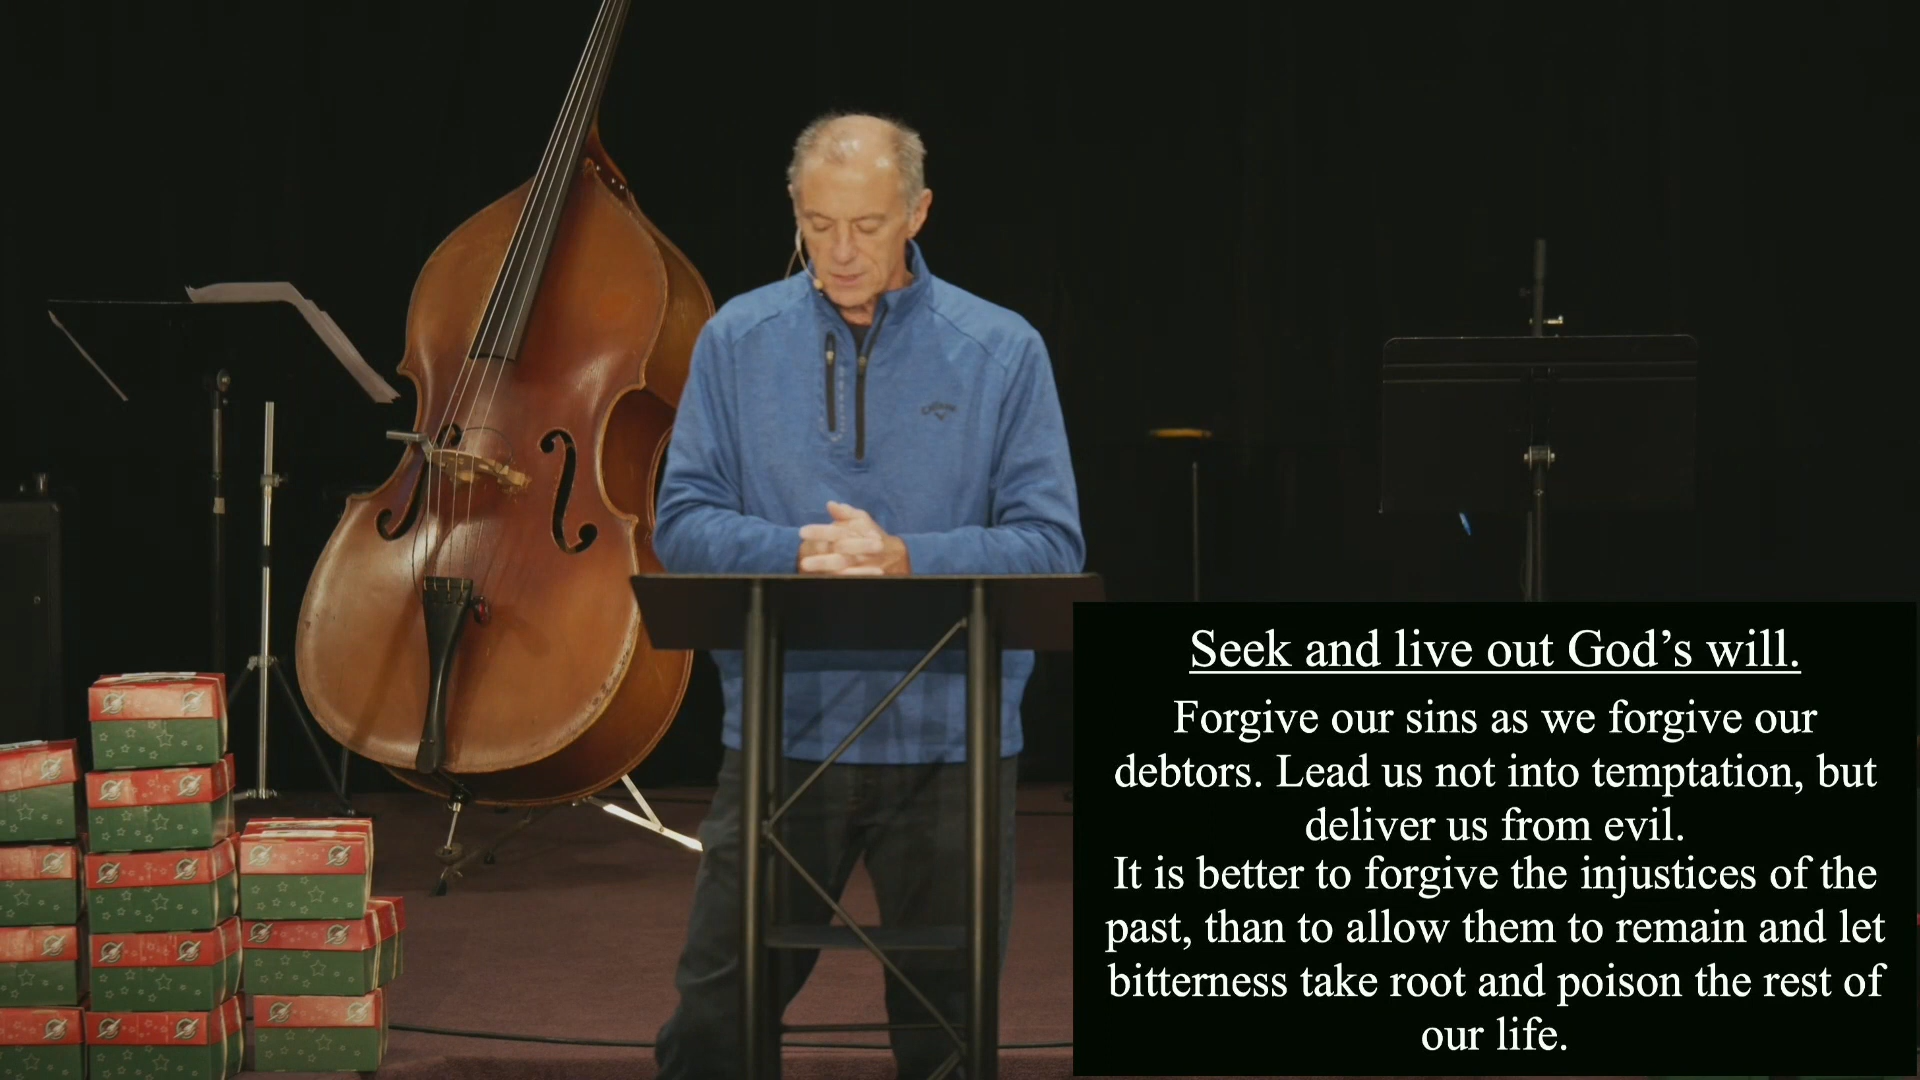 Seek and live out God’s will.
Forgive our sins as we forgive our
debtors. Lead us not into temptation, but
deliver us from evil.
It is better to forgive the injustices of the
past, than to allow them to remain and let
bitterness take root and poison the rest of
our life.